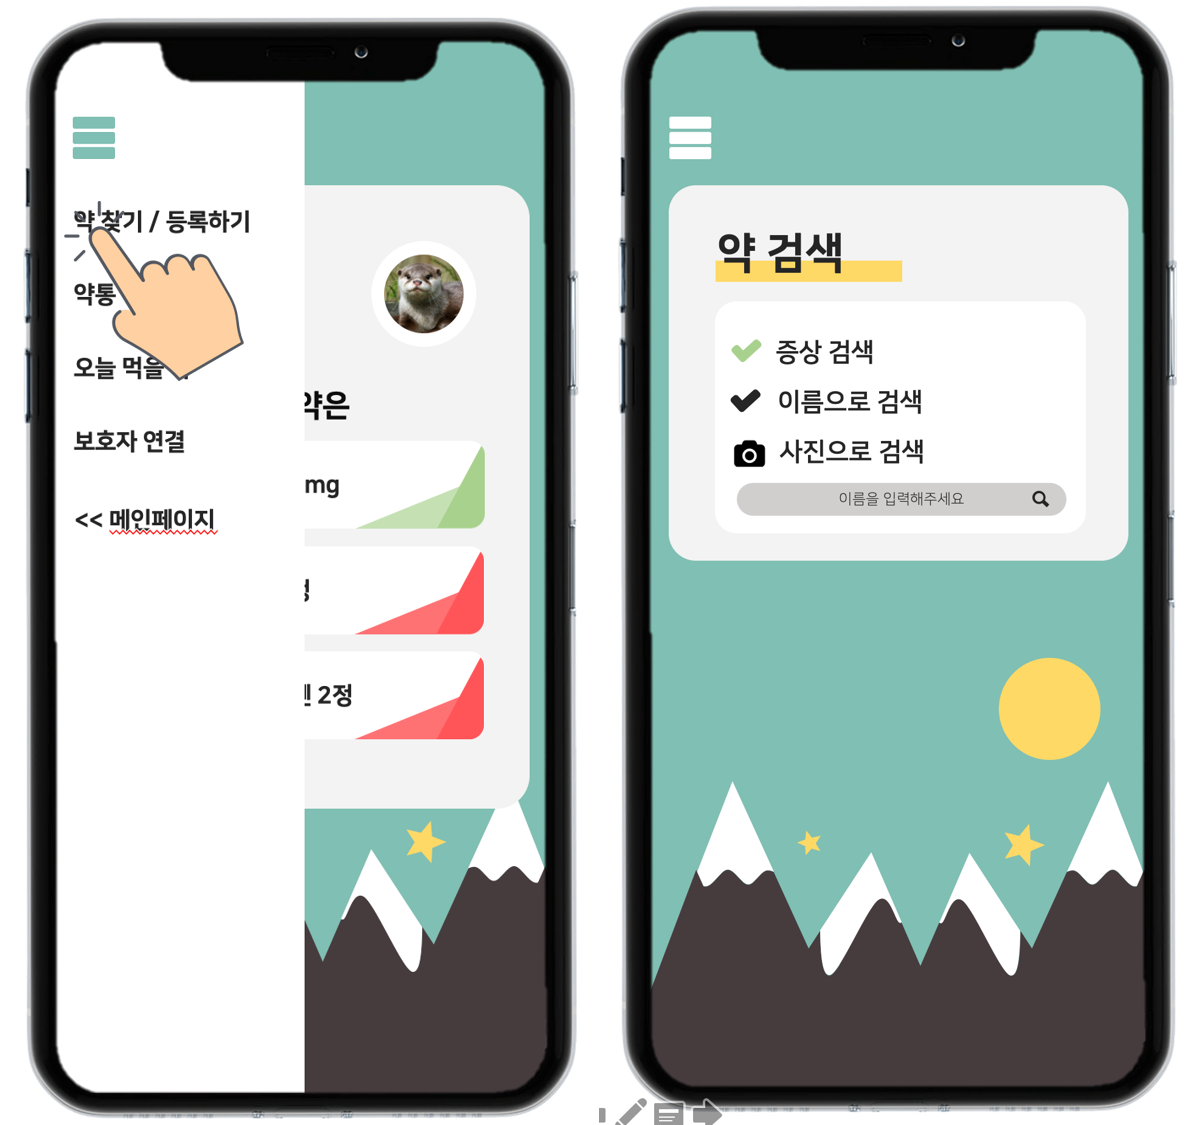 약 찾기 / 등록하기
약통
오늘 먹을
보호자 연결
<< 메인페이지
약은
mg
정
2정
약 검색
증상 검색
이름으로 검색
사진으로 검색
이름을 입력해주세요